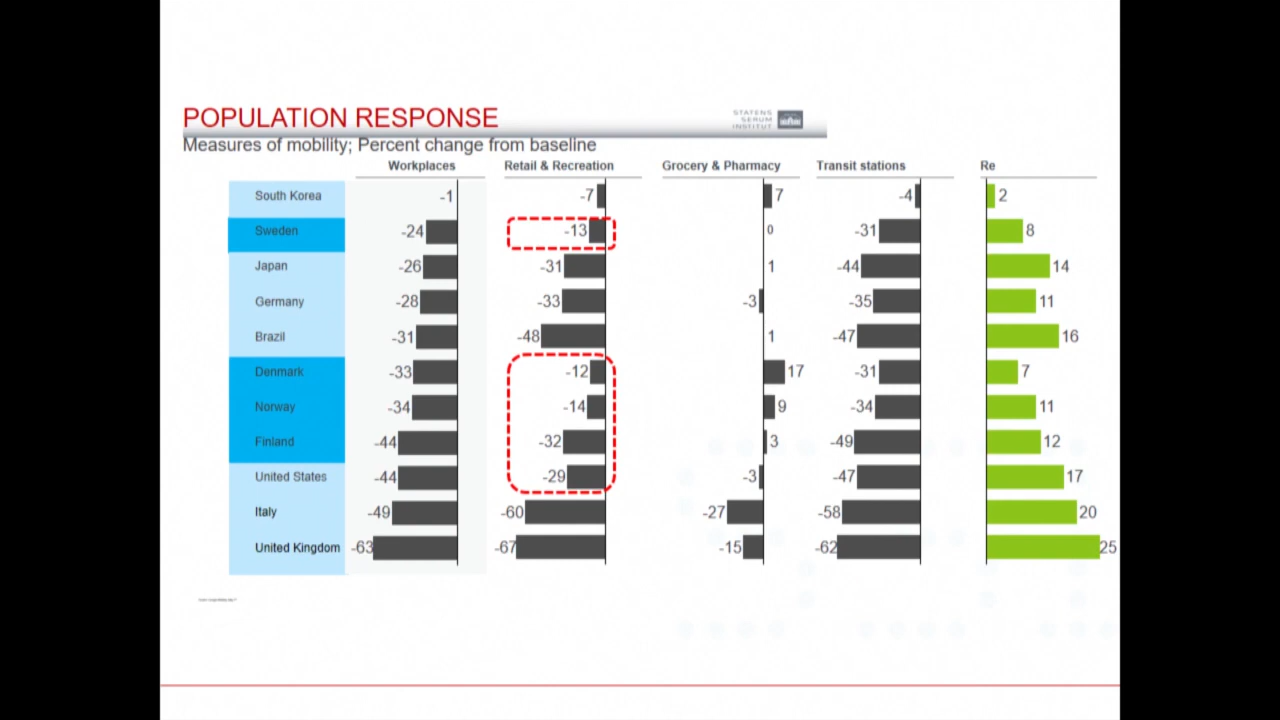 POPULATION RESPONSE
STATENS
SERUM
INSTITUT
Measures of mobility; Percent change from baseline
Workplaces Retail & Recreation Grocery & Pharmacy Transit stations Re
South Korea -1 -7 7 -4 2
Sweden -24 -13 0 -31 8
Japan -26 -31 1 -44 14
Germany -28 -33 -3 -35 11
Brazil -31 -48 1 -47 16
Denmark -33 -12 17 -31 7
Norway -34 -14 9 -34 11
Finland -44 -32 3 -49 12
United States -44 -29 -3 -47 17
Italy -49 -60 -27 -58 20
United Kingdom -63 -67 -15 -62 25